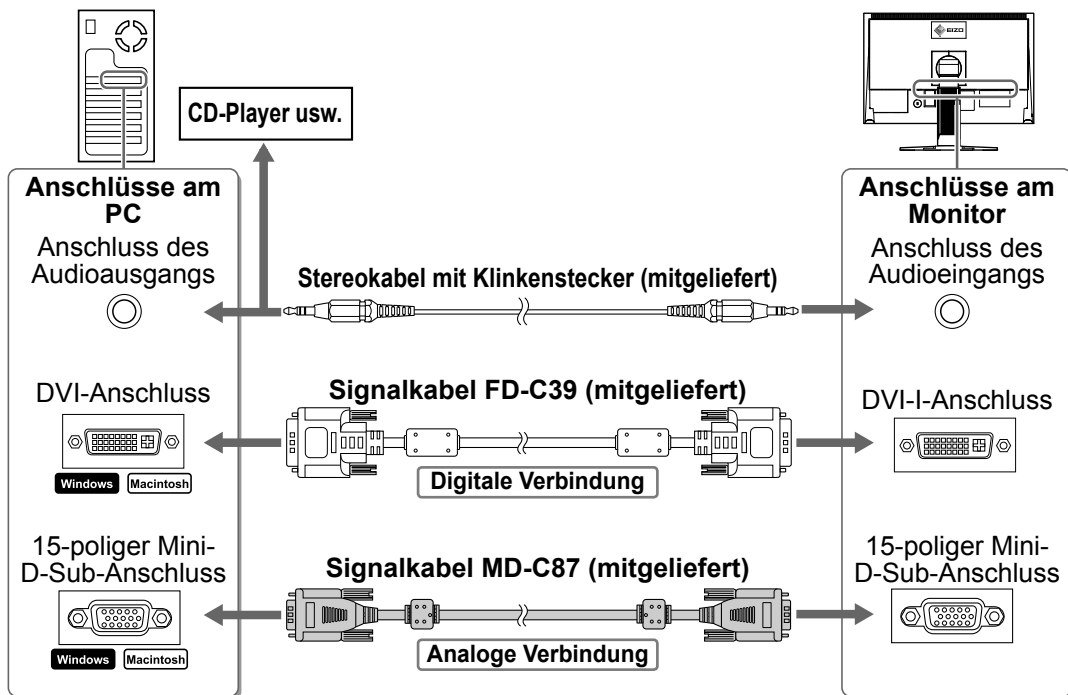 EIZO
CD-Player usw.
Anschlüsse am
PC
Anschluss des
Audioausgangs
Stereokabel mit Klinkenstecker (mitgeliefert)
Anschlüsse am
Monitor
Anschluss des
Audioeingangs
DVI-Anschluss
Windows Macintosh
Signalkabel FD-C39 (mitgeliefert)
Digitale Verbindung
DVI-I-Anschluss
15-poliger Mini-
D-Sub-Anschluss
Windows Macintosh
Signalkabel MD-C87 (mitgeliefert)
Analoge Verbindung
15-poliger Mini-
D-Sub-Anschluss